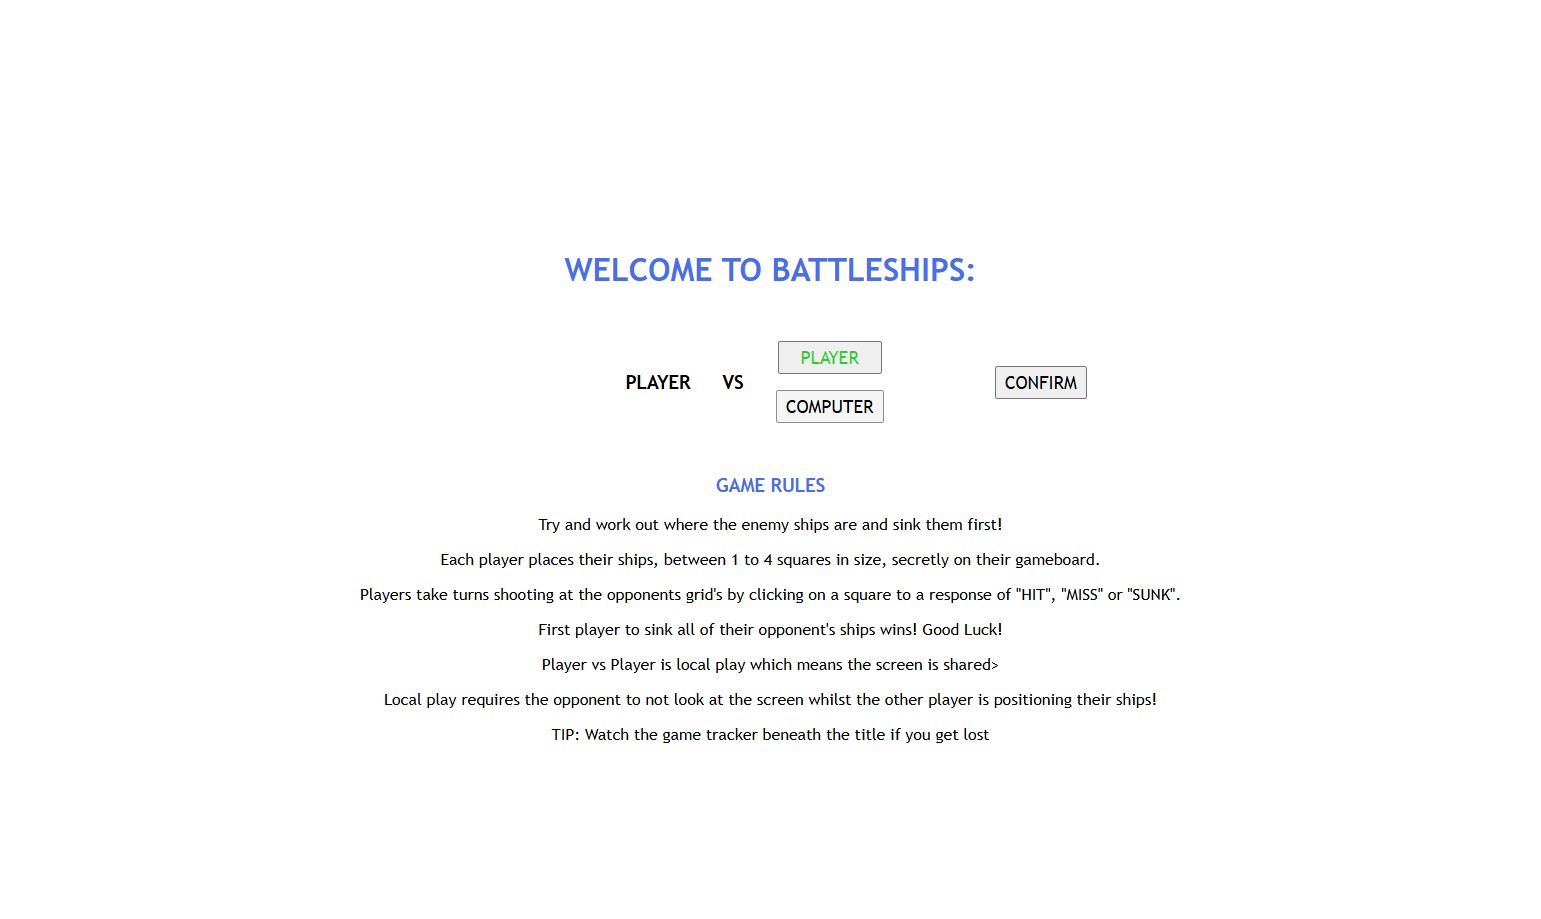 WELCOME TO BATTLESHIPS:
PLAYER VS
PLAYER
COMPUTER
CONFIRM
GAME RULES
Try and work out where the enemy ships are and sink them first!
Each player places their ships, between 1 to 4 squares in size, secretly on their gameboard.
Players take turns shooting at the opponents grid's by clicking on a square to a response of "HIT", "MISS" or "SUNK".
First player to sink all of their opponent's ships wins! Good Luck!
Player vs Player is local play which means the screen is shared>
Local play requires the opponent to not look at the screen whilst the other player is positioning their ships!
TIP: Watch the game tracker beneath the title if you get lost